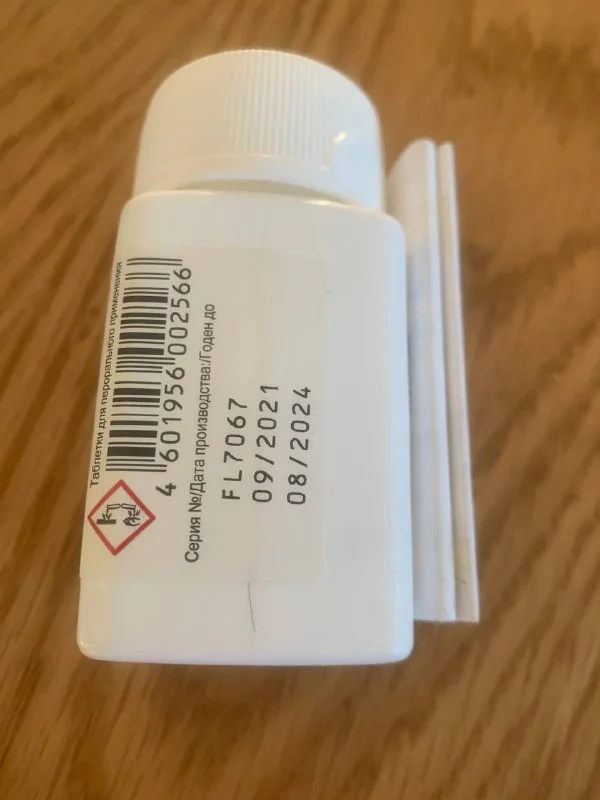 Таблетки для перорального применения
4 601956 002566
Серия №/Дата производства:/Годен до
FL7067
09/2021
08/2024